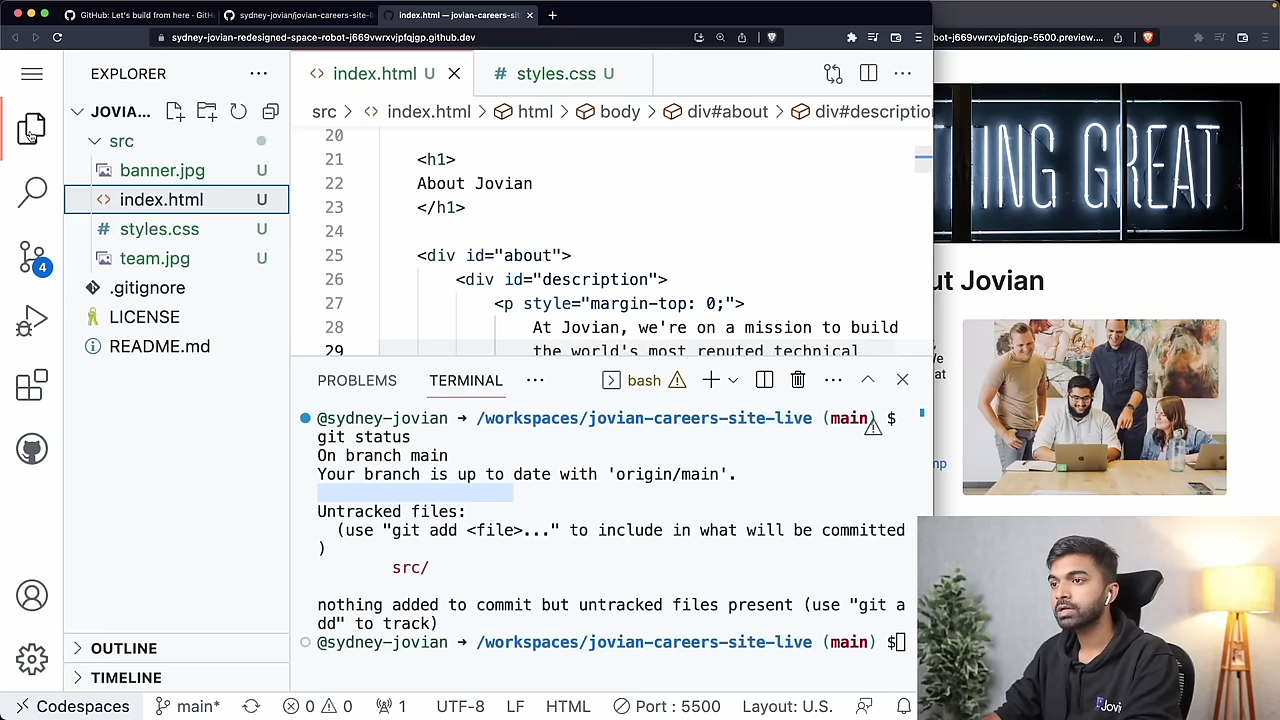 GitHub: Let's build from here · GitH
sydney-jovian/jovian-careers-site-l
index.html — jovian-careers-sit
sydney-jovian-redesigned-space-robot-j669vwrxvjpfqjgp.github.dev
bot-j669vwrxvjpfqjgp-5500.preview....
EXPLORER
index.html U
styles.css U
JOVIA...
src > index.html > html > body > div#about > div#descriptio
src
banner.jpg U
index.html U
styles.css U
team.jpg U
.gitignore
LICENSE
README.md
20
21 <h1>
22 About Jovian
23 </h1>
24
25 <div id="about">
26 <div id="description">
27 <p style="margin-top: 0;">
28 At Jovian, we're on a mission to build
29 the world's most reputed technical
PROBLEMS TERMINAL ... bash
@sydney-jovian → /workspaces/jovian-careers-site-live (main) $
git status
On branch main
Your branch is up to date with 'origin/main'.
Untracked files:
(use "git add <file>..." to include in what will be committed
)
src/
nothing added to commit but untracked files present (use "git a
dd" to track)
@sydney-jovian → /workspaces/jovian-careers-site-live (main) $
4
OUTLINE
TIMELINE
Codespaces main* 0 0 1 UTF-8 LF HTML Port : 5500 Layout: U.S.
HING GREAT
ut Jovian
We
at
np
Jovi